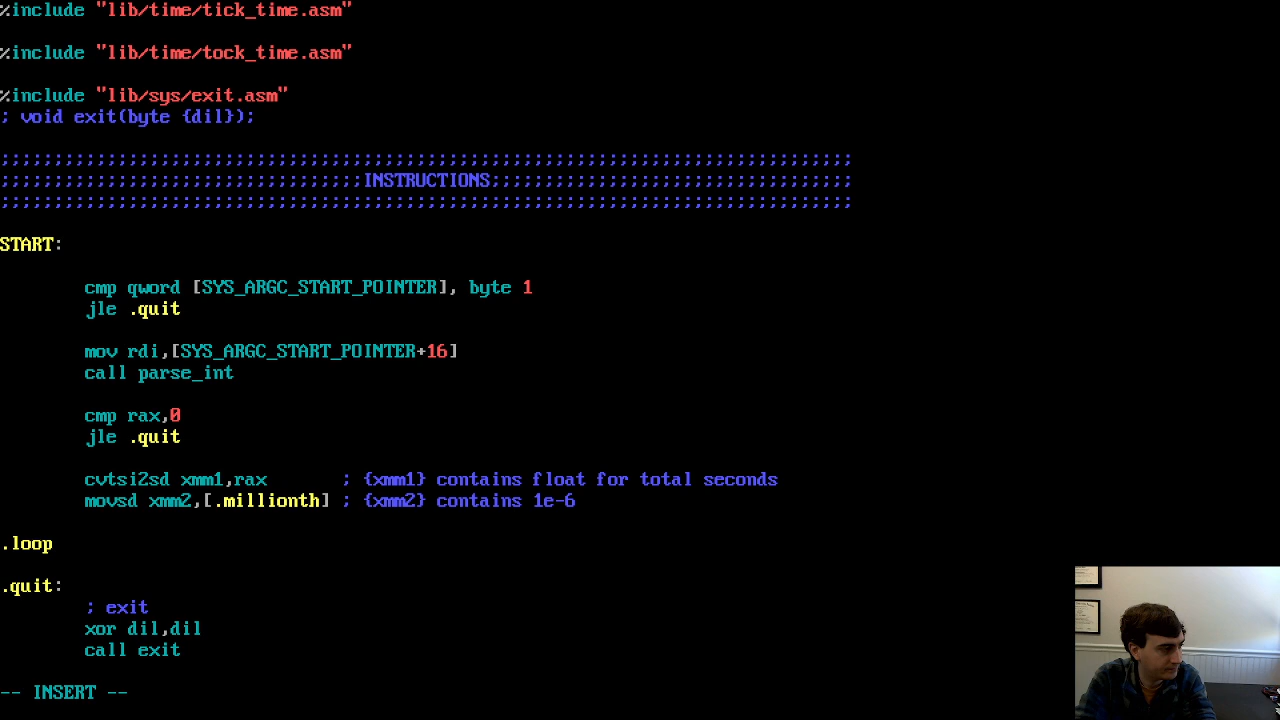 %include "lib/time/tick_time.asm"
%include "lib/time/tock_time.asm"
%include "lib/sys/exit.asm"
; void exit(byte {dil});
;;;;;;;;;;;;;;;;;;;;;;;;;;;;;;;;;;;;;;;;;;;;;;;;;;;;;;;;;;;;;;;;;;;;;;;;;;;;;;;;
;;;;;;;;;;;;;;;;;;;;;;;;;;;;;;;;;;INSTRUCTIONS;;;;;;;;;;;;;;;;;;;;;;;;;;;;;;;;;;
;;;;;;;;;;;;;;;;;;;;;;;;;;;;;;;;;;;;;;;;;;;;;;;;;;;;;;;;;;;;;;;;;;;;;;;;;;;;;;;;
START:
cmp qword [SYS_ARGC_START_POINTER], byte 1
jle .quit
mov rdi,[SYS_ARGC_START_POINTER+16]
call parse_int
cmp rax,0
jle .quit
cvtsi2sd xmm1,rax       ; {xmm1} contains float for total seconds
movsd xmm2,[.millionth] ; {xmm2} contains 1e-6
.loop
.quit:
; exit
xor dil,dil
call exit
-- INSERT --